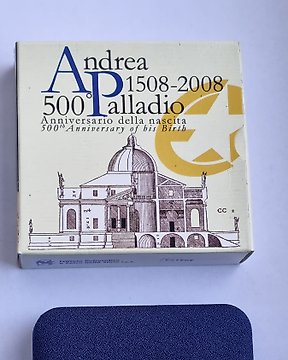 Andrea
1508-2008
500° Palladio
Anniversario della nascita
500th Anniversary of his Birth
CC